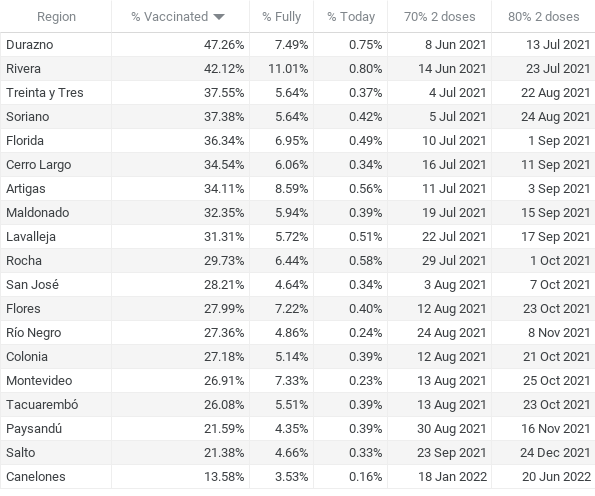 Region % Vaccinated % Fully % Today 70% 2 doses 80% 2 doses
Durazno 47.26% 7.49% 0.75% 8 Jun 2021 13 Jul 2021
Rivera 42.12% 11.01% 0.80% 14 Jun 2021 23 Jul 2021
Treinta y Tres 37.55% 5.64% 0.37% 4 Jul 2021 22 Aug 2021
Soriano 37.38% 5.64% 0.42% 5 Jul 2021 24 Aug 2021
Florida 36.34% 6.95% 0.49% 10 Jul 2021 1 Sep 2021
Cerro Largo 34.54% 6.06% 0.34% 16 Jul 2021 11 Sep 2021
Artigas 34.11% 8.59% 0.56% 11 Jul 2021 3 Sep 2021
Maldonado 32.35% 5.94% 0.39% 19 Jul 2021 15 Sep 2021
Lavalleja 31.31% 5.72% 0.51% 22 Jul 2021 17 Sep 2021
Rocha 29.73% 6.44% 0.58% 29 Jul 2021 1 Oct 2021
San José 28.21% 4.64% 0.34% 3 Aug 2021 7 Oct 2021
Flores 27.99% 7.22% 0.40% 12 Aug 2021 23 Oct 2021
Río Negro 27.36% 4.86% 0.24% 24 Aug 2021 8 Nov 2021
Colonia 27.18% 5.14% 0.39% 12 Aug 2021 21 Oct 2021
Montevideo 26.91% 7.33% 0.23% 13 Aug 2021 25 Oct 2021
Tacuarembó 26.08% 5.51% 0.39% 13 Aug 2021 23 Oct 2021
Paysandú 21.59% 4.35% 0.39% 30 Aug 2021 16 Nov 2021
Salto 21.38% 4.66% 0.33% 23 Sep 2021 24 Dec 2021
Canelones 13.58% 3.53% 0.16% 18 Jan 2022 20 Jun 2022